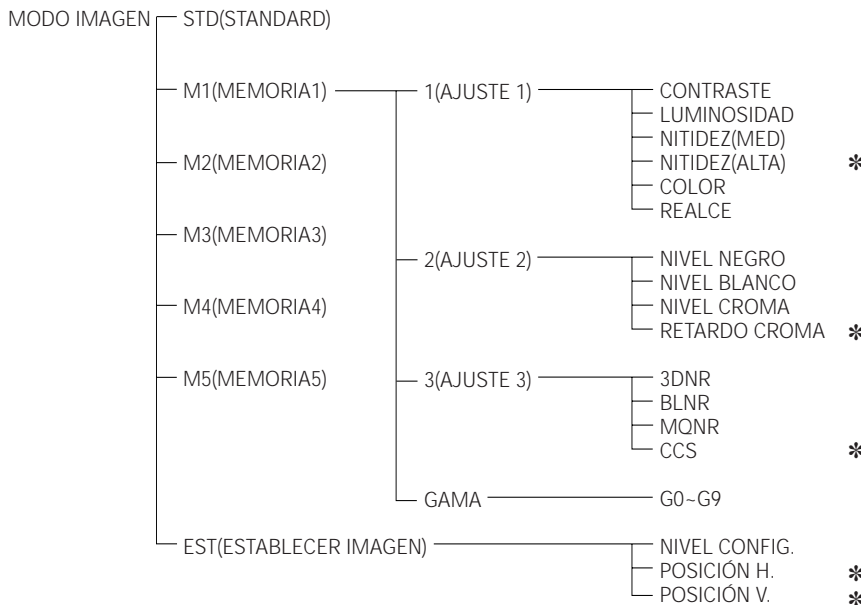 MODO IMAGEN STD(STANDARD)
M1(MEMORIA1) 1(AJUSTE 1) CONTRASTE
LUMINOSIDAD
M2(MEMORIA2) NITIDEZ(MED)
NITIDEZ(ALTA) *
COLOR
REALCE
M3(MEMORIA3)
2(AJUSTE 2) NIVEL NEGRO
NIVEL BLANCO
M4(MEMORIA4) NIVEL CROMA
RETARDO CROMA *
M5(MEMORIA5) 3(AJUSTE 3) 3DNR
BLNR
MQNR
CCS *
GAMA G0~G9
EST(ESTABLECER IMAGEN) NIVEL CONFIG.
POSICIÓN H. *
POSICIÓN V. *